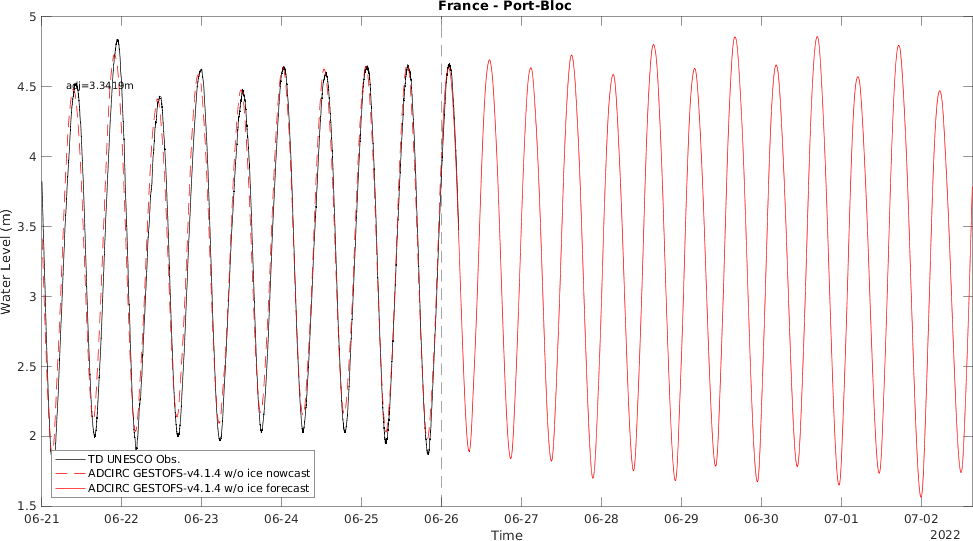 France - Port-Bloc
5
4.5
4
3.5
3
2.5
2
1.5
Water Level (m)
adj=3.3419m
TD UNESCO Obs.
ADCIRC GESTOFS-v4.1.4 w/o ice nowcast
ADCIRC GESTOFS-v4.1.4 w/o ice forecast
06-21 06-22 06-23 06-24 06-25 06-26 06-27 06-28 06-29 06-30 07-01 07-02
Time
2022